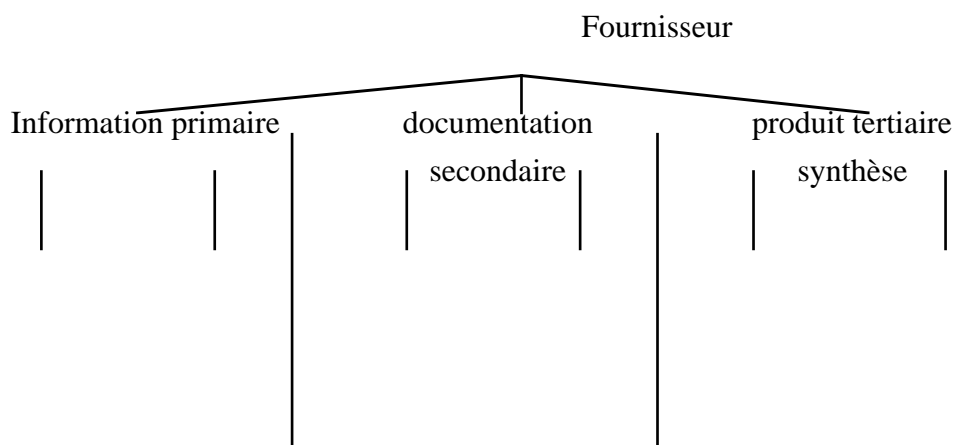 Fournisseur
Information primaire
documentation
secondaire
produit tertiaire
synthèse